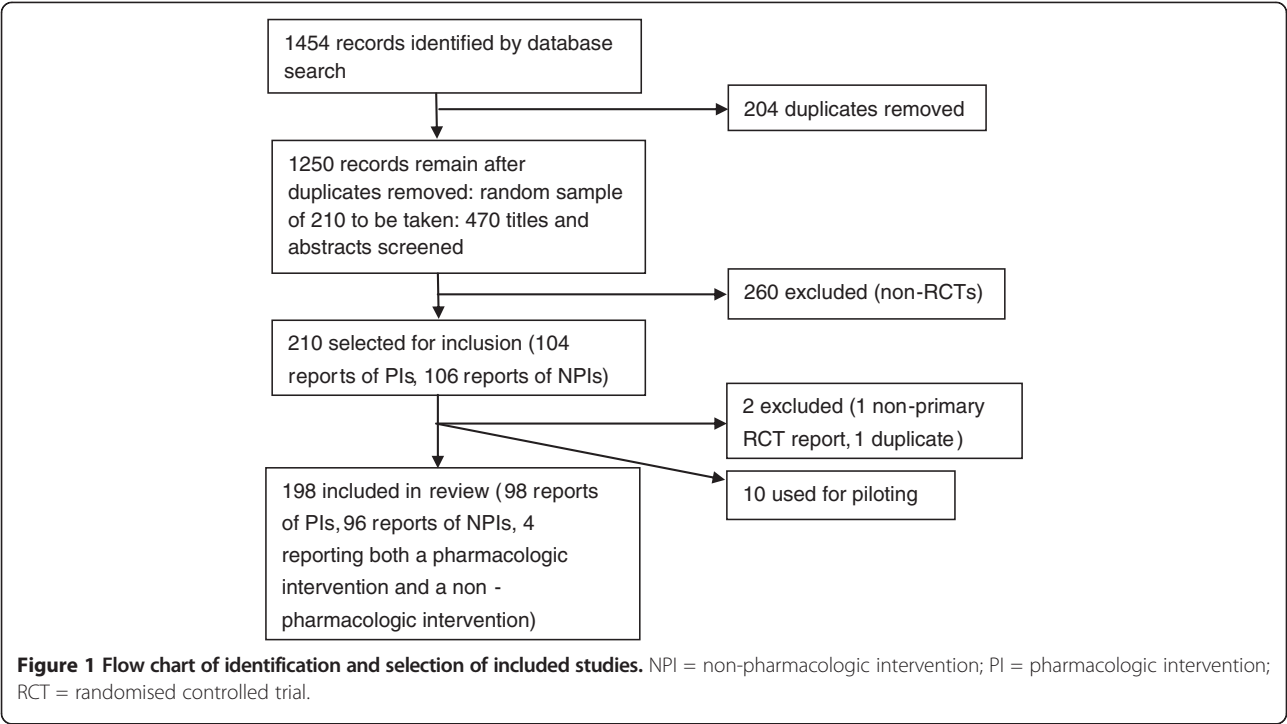 1454 records identified by database
search
204 duplicates removed
1250 records remain after
duplicates removed: random sample
of 210 to be taken: 470 titles and
abstracts screened
260 excluded (non-RCTs)
210 selected for inclusion (104
reports of PIs, 106 reports of NPIs)
2 excluded (1 non-primary
RCT report, 1 duplicate)
10 used for piloting
198 included in review (98 reports
of PIs, 96 reports of NPIs, 4
reporting both a pharmacologic
intervention and a non -
pharmacologic intervention)
Figure 1 Flow chart of identification and selection of included studies. NPI = non-pharmacologic intervention; PI = pharmacologic intervention;
RCT = randomised controlled trial.